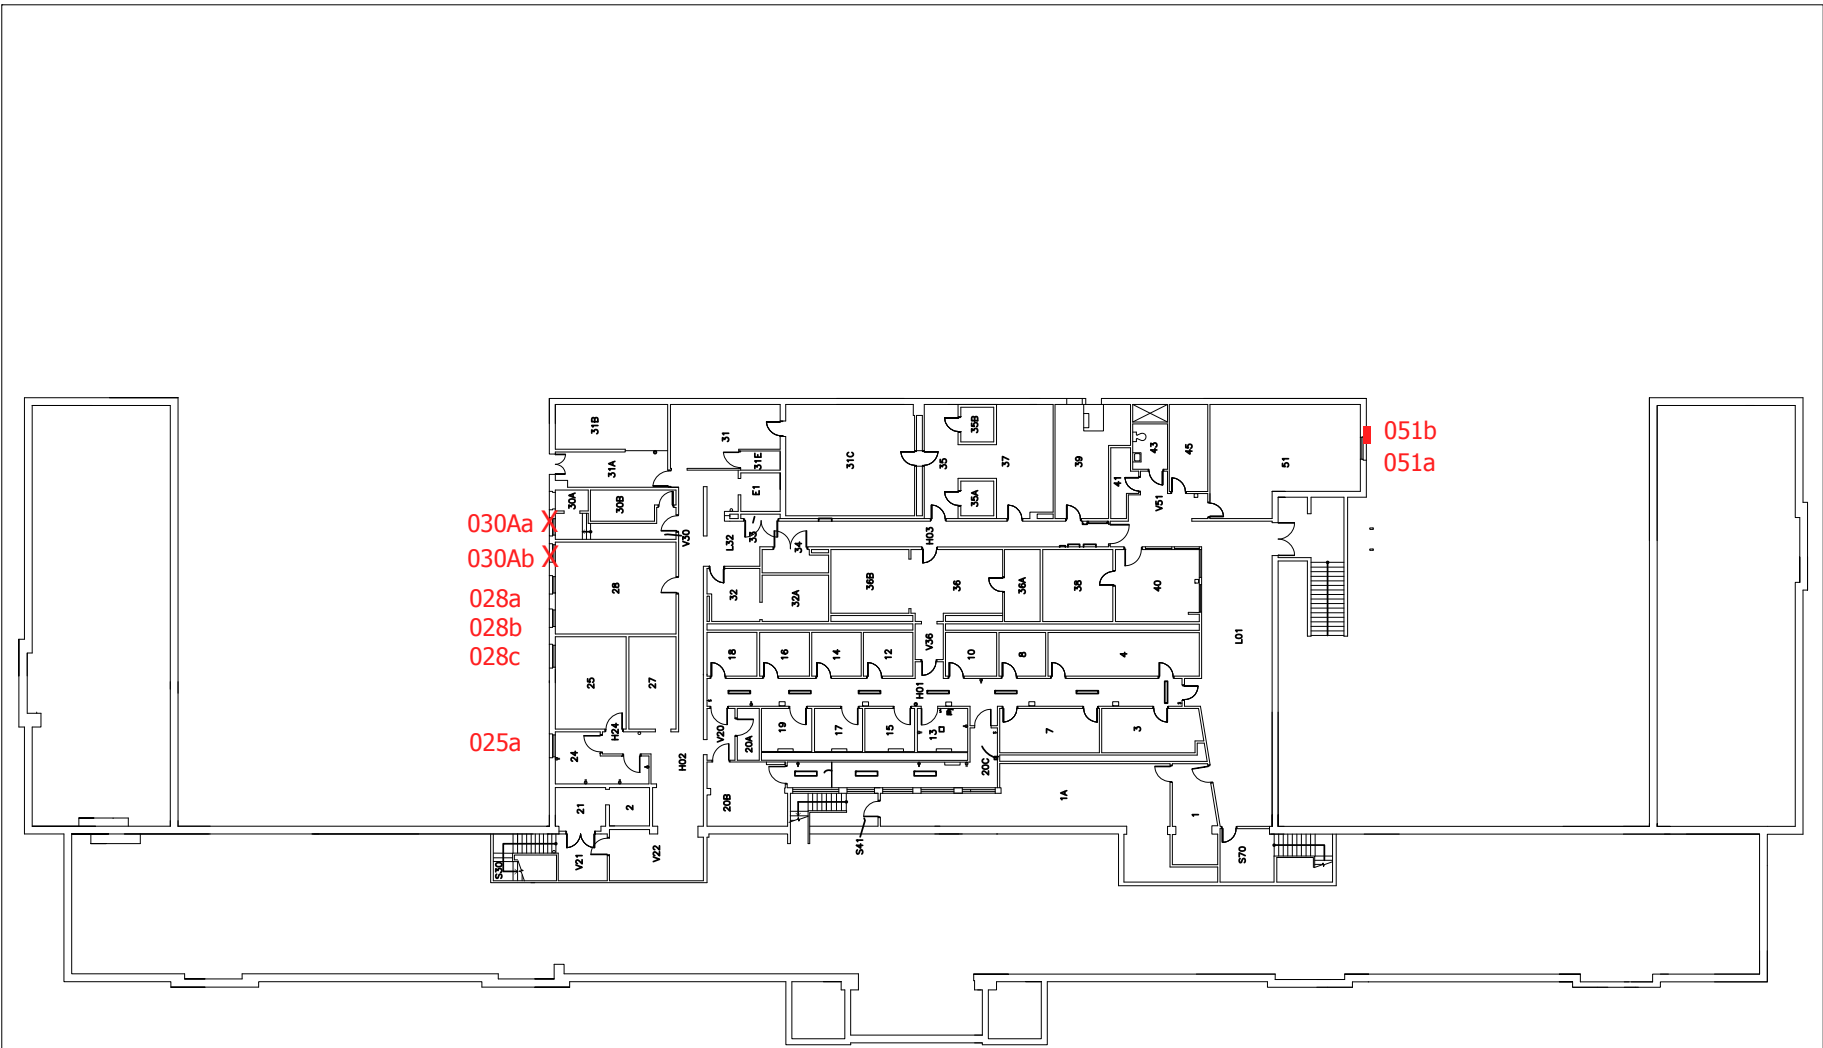 31B
31
31A
31E
31C
35
35B
37
39
43
45
51
051b
051a
41
V51
30A
30B
E1
35A
030Aa X
030Ab X
V30
L32
33
34
H03
028a
028b
028c
28
32
32A
36B
36
36A
38
40
L01
25
27
18
16
14
12
V36
10
8
4
H01
025a
24
H24
H02
V20
20A
19
17
15
13
20C
7
3
21
2
20B
1A
1
S30
V21
V22
S41
S70